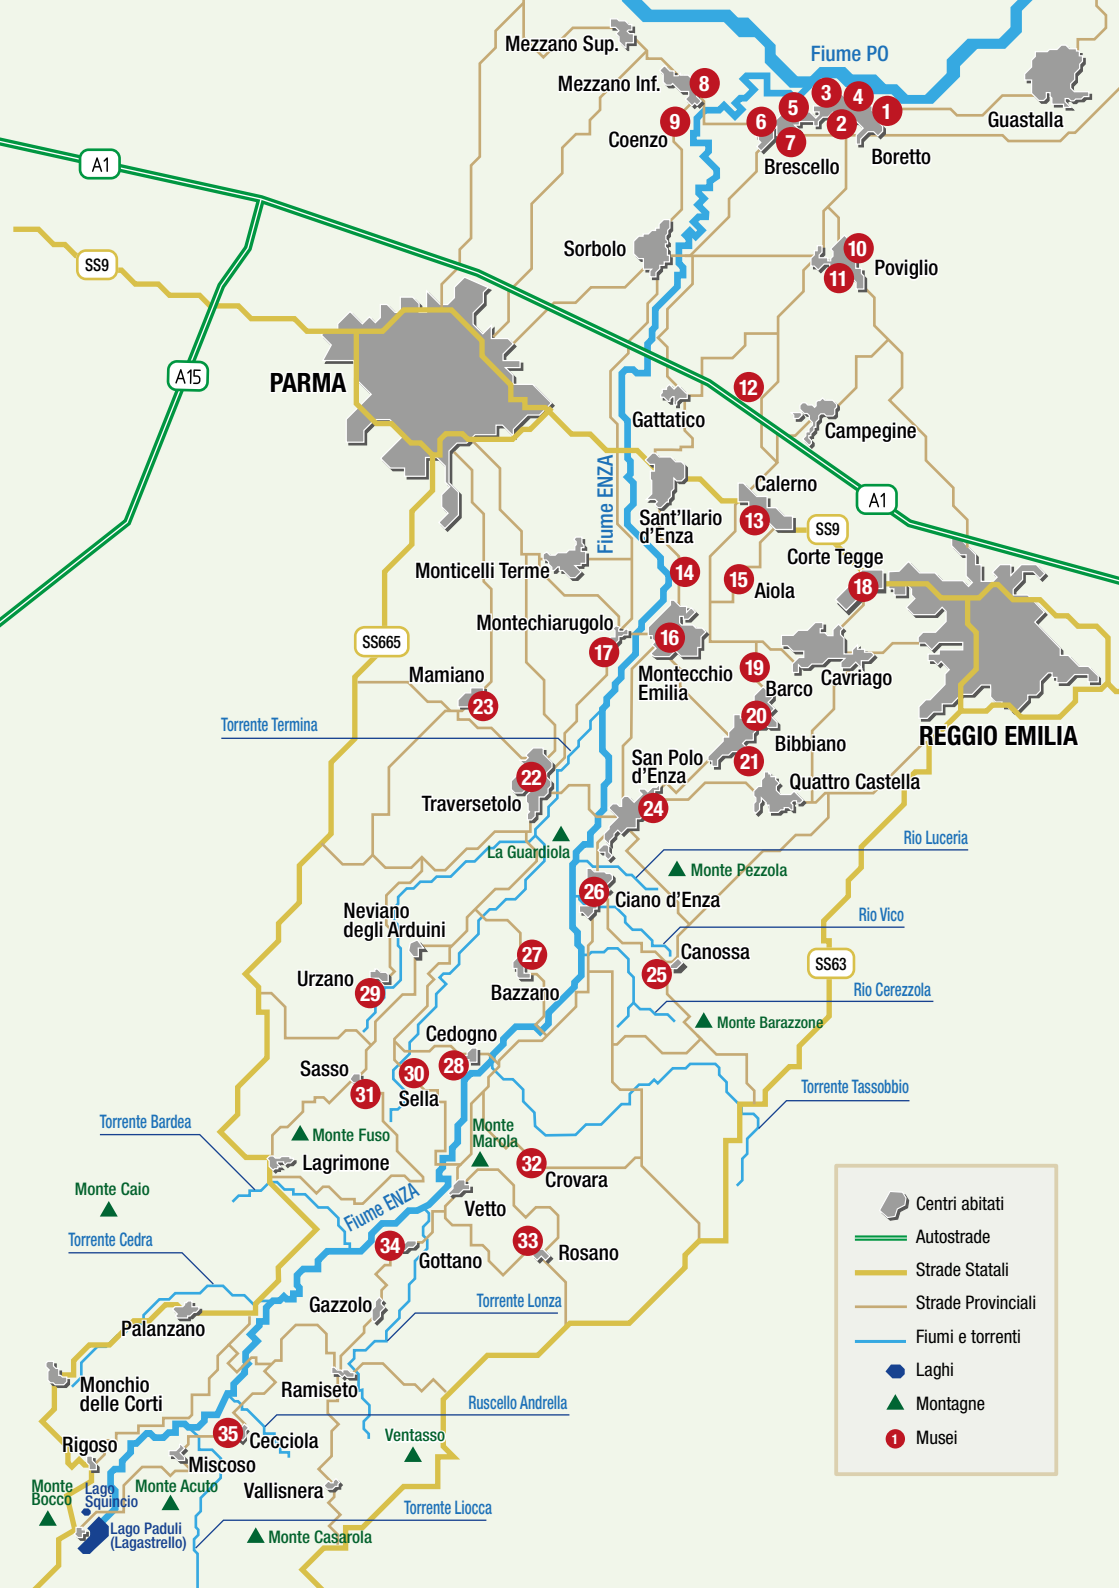 Mezzano Sup.
Fiume PO
Mezzano Inf.
8
3
4
5
1
Guastalla
9
6
2
Coenzo
7
Boretto
Brescello
A1
Sorbolo
10
Poviglio
11
SS9
A15
PARMA
12
Gattatico
Campegine
Fiume ENZA
Calerno
A1
Sant'Ilario
d'Enza
13
SS9
Corte Tegge
Monticelli Terme
14
15
Aiola
18
Montechiarugolo
SS665
16
17
Montecchio
Emilia
19
Cavriago
Mamiano
Barco
23
20
Torrente Termina
REGGIO EMILIA
Bibbiano
San Polo
d'Enza
21
22
Quattro Castella
Traversetolo
24
La Guardiola
Rio Luceria
Monte Pezzola
26
Ciano d'Enza
Neviano
degli Arduini
Rio Vico
27
Canossa
Urzano
25
SS63
29
Bazzano
Rio Cerezzola
Monte Barazzone
Cedogno
Sasso
28
30
31
Sella
Torrente Tassobbio
Torrente Bardea
Monte Fuso
Monte
Marola
Lagrimone
32
Crovara
Monte Caio
Fiume ENZA
Vetto
Torrente Cedra
34
33
Gottano
Rosano
Gazzolo
Torrente Lonza
Palanzano
Monchio
delle Corti
Ramiseto
Ruscello Andrella
35
Cecciola
Ventasso
Rigoso
Miscoso
Monte
Bocco
Lago
Squincio
Monte Acuto
Vallisnera
Torrente Liocca
Lago Paduli
(Lagastrello)
Monte Casarola
Centri abitati
Autostrade
Strade Statali
Strade Provinciali
Fiumi e torrenti
Laghi
Montagne
1
Musei